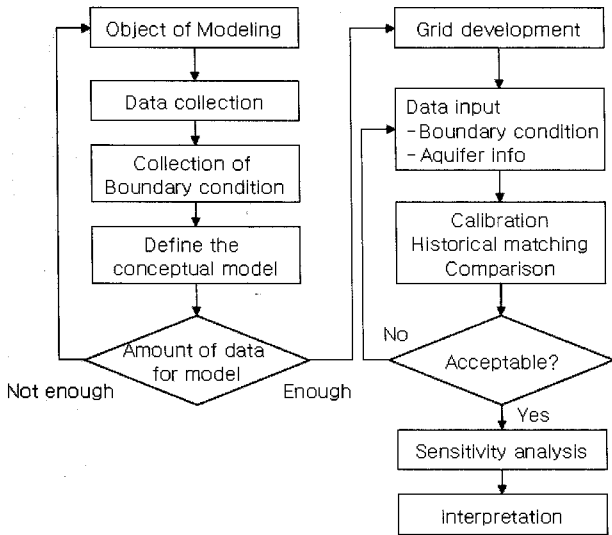 Object of Modeling
Data collection
Collection of
Boundary condition
Define the
conceptual model
Amount of data
for model
Not enough
Enough
Grid development
Data input
- Boundary condition
- Aquifer info
Calibration
Historical matching
Comparison
No
Acceptable?
Yes
Sensitivity analysis
interpretation